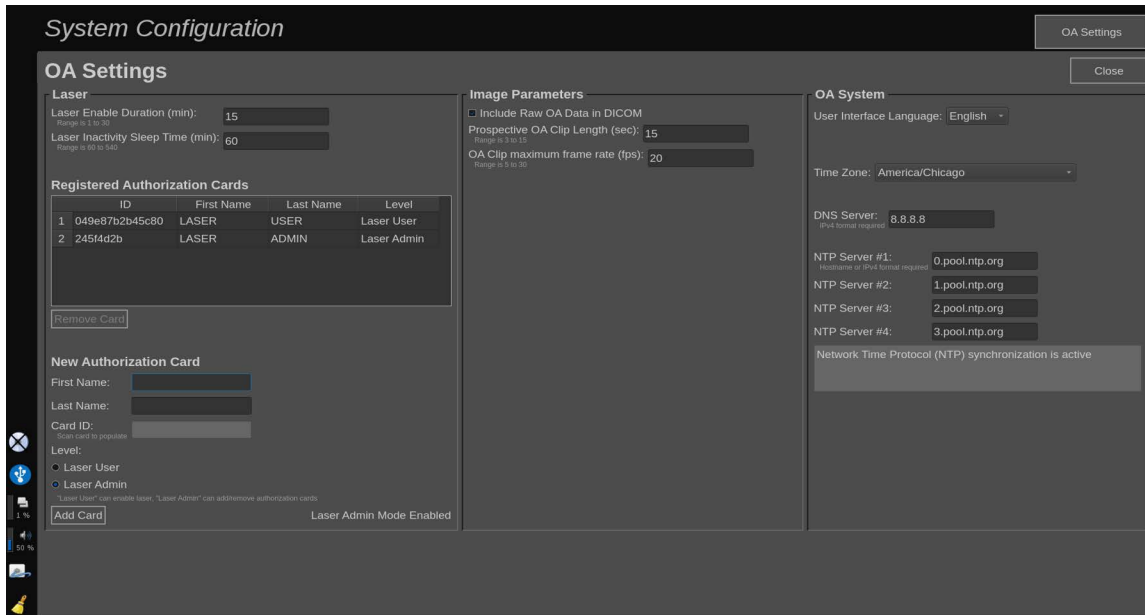 System Configuration
OA Settings
OA Settings
Close
Laser
Laser Enable Duration (min): 15
Range is 1 to 30
Laser Inactivity Sleep Time (min): 60
Range is 60 to 540
Registered Authorization Cards
ID First Name Last Name Level
1 049e87b2b45c80 LASER USER Laser User
2 245f4d2b LASER ADMIN Laser Admin
Remove Card
New Authorization Card
First Name:
Last Name:
Card ID:
Scan card to populate
Level:
Laser User
Laser Admin
"Laser User" can enable laser, "Laser Admin" can add/remove authorization cards
Add Card
Laser Admin Mode Enabled
Image Parameters
Include Raw OA Data in DICOM
Prospective OA Clip Length (sec): 15
Range is 3 to 15
OA Clip maximum frame rate (fps): 20
Range is 5 to 30
OA System
User Interface Language: English
Time Zone: America/Chicago
DNS Server: 8.8.8.8
IPv4 format required
NTP Server #1: 0.pool.ntp.org
Hostname or IPv4 format required
NTP Server #2: 1.pool.ntp.org
NTP Server #3: 2.pool.ntp.org
NTP Server #4: 3.pool.ntp.org
Network Time Protocol (NTP) synchronization is active
1 %
50 %